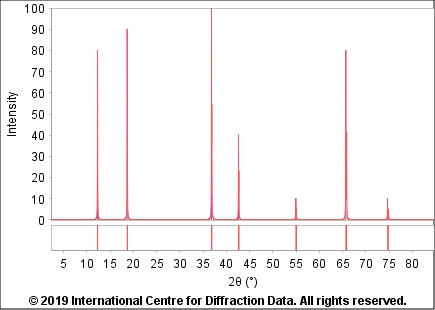 100
90
80
70
60
50
40
30
20
10
0
Intensity
5 10 15 20 25 30 35 40 45 50 55 60 65 70 75 80
2θ (°)
© 2019 International Centre for Diffraction Data. All rights reserved.